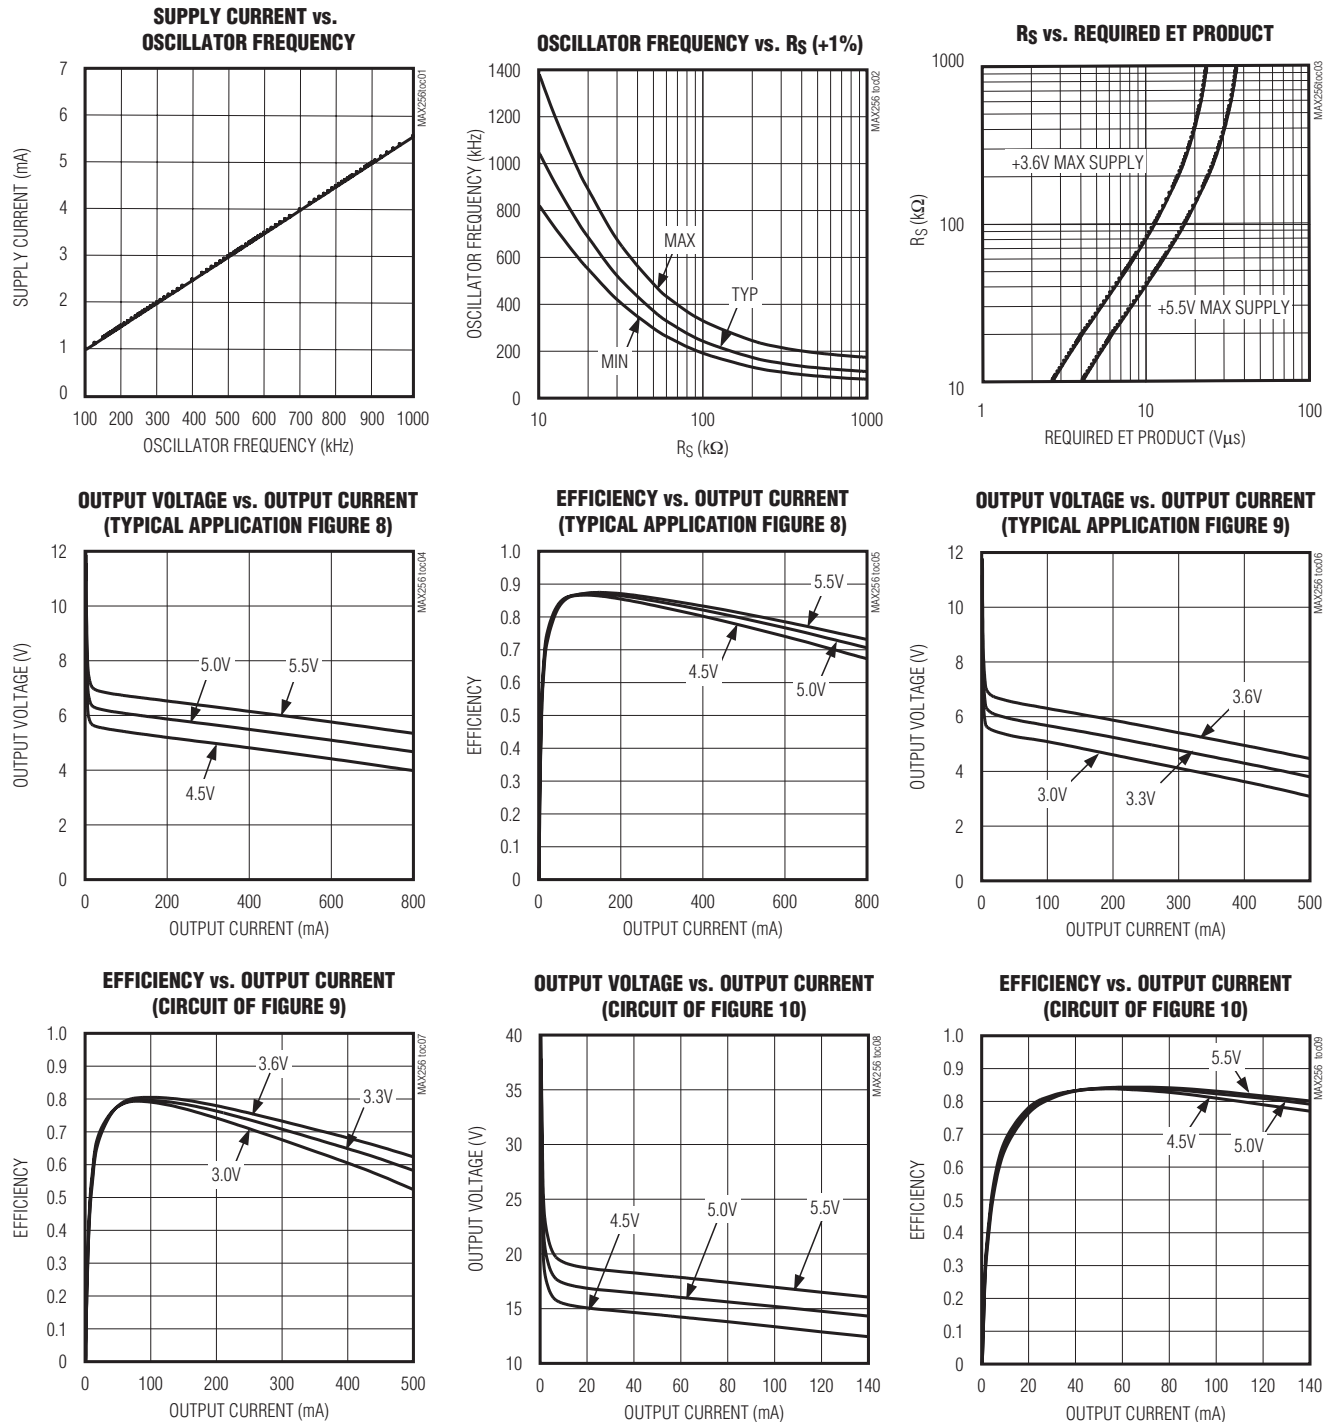 SUPPLY CURRENT vs.
OSCILLATOR FREQUENCY
MAX256toc01
7
6
5
4
3
2
1
0
SUPPLY CURRENT (mA)
100 200 300 400 500 600 700 800 900 1000
OSCILLATOR FREQUENCY (kHz)
OSCILLATOR FREQUENCY vs. RS (+1%)
MAX256 toc02
1400
1200
1000
800
600
400
200
0
OSCILLATOR FREQUENCY (kHz)
MAX
TYP
MIN
10 100 1000
RS (kΩ)
RS vs. REQUIRED ET PRODUCT
MAX256toc03
1000
100
10
RS (kΩ)
+3.6V MAX SUPPLY
+5.5V MAX SUPPLY
1 10 100
REQUIRED ET PRODUCT (Vµs)
OUTPUT VOLTAGE vs. OUTPUT CURRENT
(TYPICAL APPLICATION FIGURE 8)
MAX256 toc04
12
10
8
6
4
2
0
OUTPUT VOLTAGE (V)
5.0V
5.5V
4.5V
0 200 400 600 800
OUTPUT CURRENT (mA)
EFFICIENCY vs. OUTPUT CURRENT
(TYPICAL APPLICATION FIGURE 8)
MAX256 toc05
1.0
0.9
0.8
0.7
0.6
0.5
0.4
0.3
0.2
0.1
0
EFFICIENCY
5.5V
4.5V
5.0V
0 200 400 600 800
OUTPUT CURRENT (mA)
OUTPUT VOLTAGE vs. OUTPUT CURRENT
(TYPICAL APPLICATION FIGURE 9)
MAX256 toc06
12
10
8
6
4
2
0
OUTPUT VOLTAGE (V)
3.6V
3.0V
3.3V
0 100 200 300 400 500
OUTPUT CURRENT (mA)
EFFICIENCY vs. OUTPUT CURRENT
(CIRCUIT OF FIGURE 9)
MAX256 toc07
1.0
0.9
0.8
0.7
0.6
0.5
0.4
0.3
0.2
0.1
0
EFFICIENCY
3.6V
3.3V
3.0V
0 100 200 300 400 500
OUTPUT CURRENT (mA)
OUTPUT VOLTAGE vs. OUTPUT CURRENT
(CIRCUIT OF FIGURE 10)
MAX256 toc08
40
35
30
25
20
15
10
OUTPUT VOLTAGE (V)
4.5V
5.0V
5.5V
0 20 40 60 80 100 120 140
OUTPUT CURRENT (mA)
EFFICIENCY vs. OUTPUT CURRENT
(CIRCUIT OF FIGURE 10)
MAX256 toc09
1.0
0.9
0.8
0.7
0.6
0.5
0.4
0.3
0.2
0.1
0
EFFICIENCY
5.5V
4.5V
5.0V
0 20 40 60 80 100 120 140
OUTPUT CURRENT (mA)